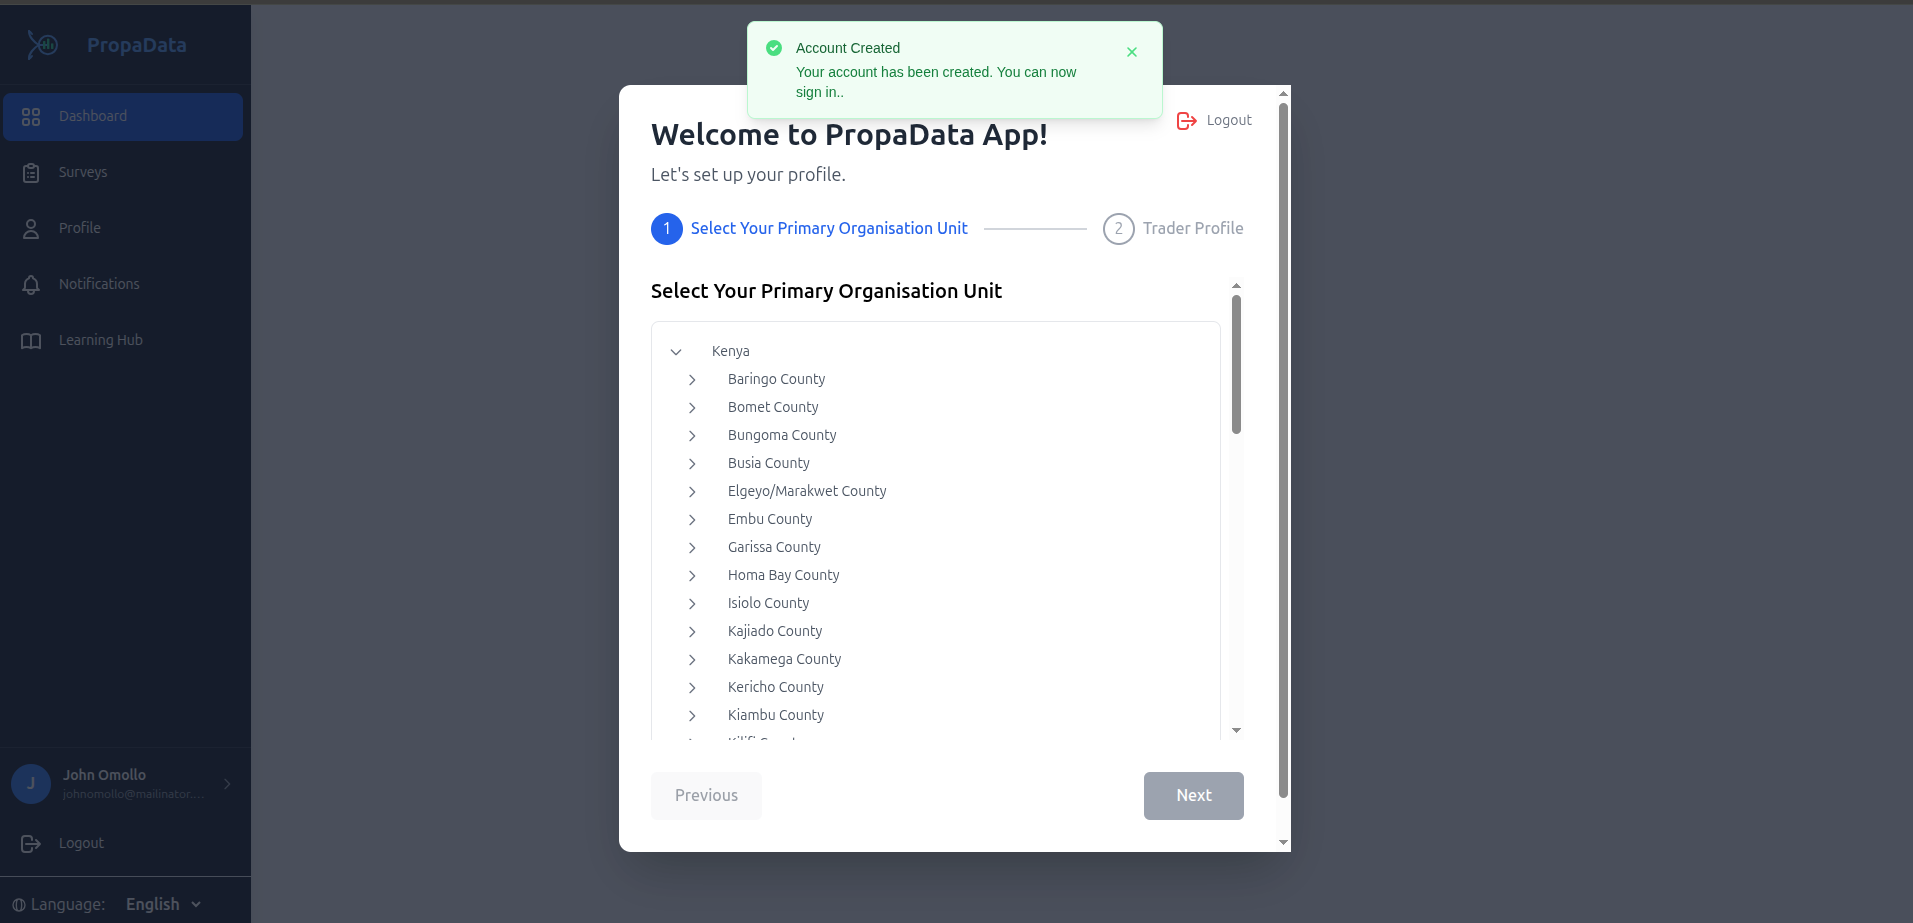 PropaData
Dashboard
Surveys
Profile
Notifications
Learning Hub
J
John Omollo
johnomollo@mailinator....
Logout
Language: English
Account Created
Your account has been created. You can now
sign in..
Logout
Welcome to PropaData App!
Let's set up your profile.
1 Select Your Primary Organisation Unit
2 Trader Profile
Select Your Primary Organisation Unit
Kenya
Baringo County
Bomet County
Bungoma County
Busia County
Elgeyo/Marakwet County
Embu County
Garissa County
Homa Bay County
Isiolo County
Kajiado County
Kakamega County
Kericho County
Kiambu County
Previous
Next